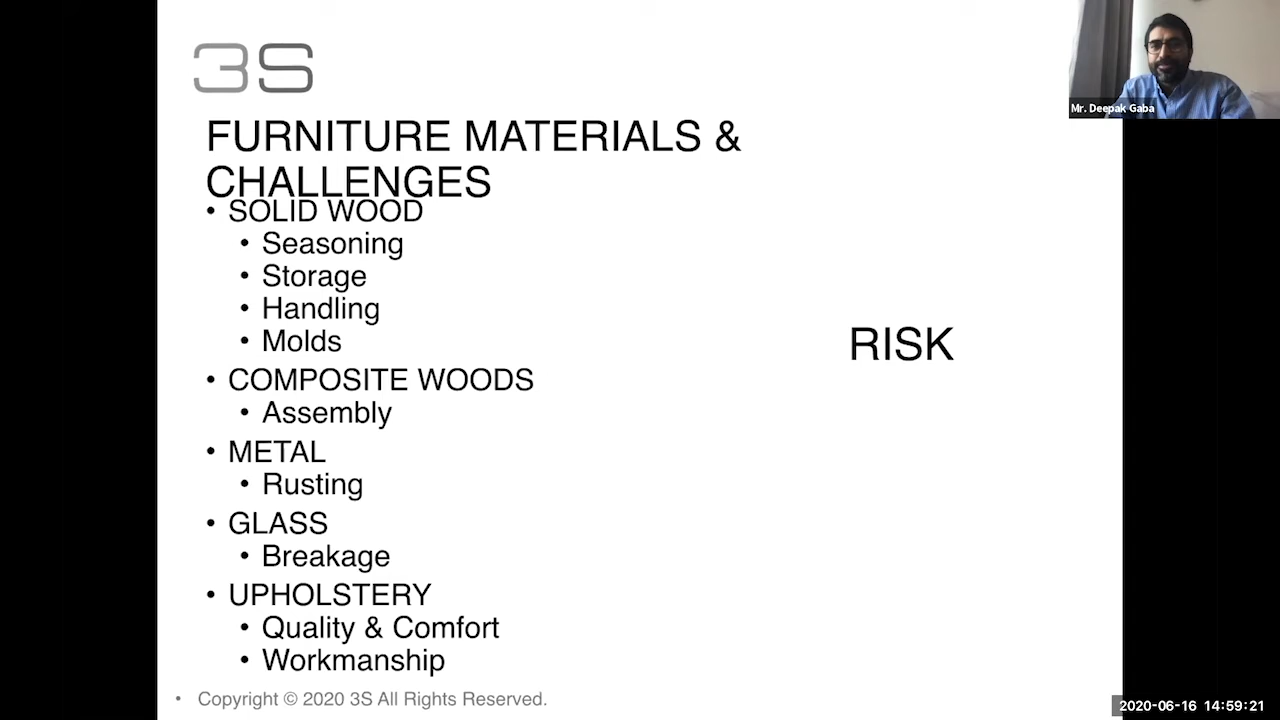 3S
Mr. Deepak Gaba
FURNITURE MATERIALS &
CHALLENGES
• SOLID WOOD
• Seasoning
• Storage
• Handling
• Molds
RISK
• COMPOSITE WOODS
• Assembly
• METAL
• Rusting
• GLASS
• Breakage
• UPHOLSTERY
• Quality & Comfort
• Workmanship
• Copyright © 2020 3S All Rights Reserved.
2020-06-16 14:59:21